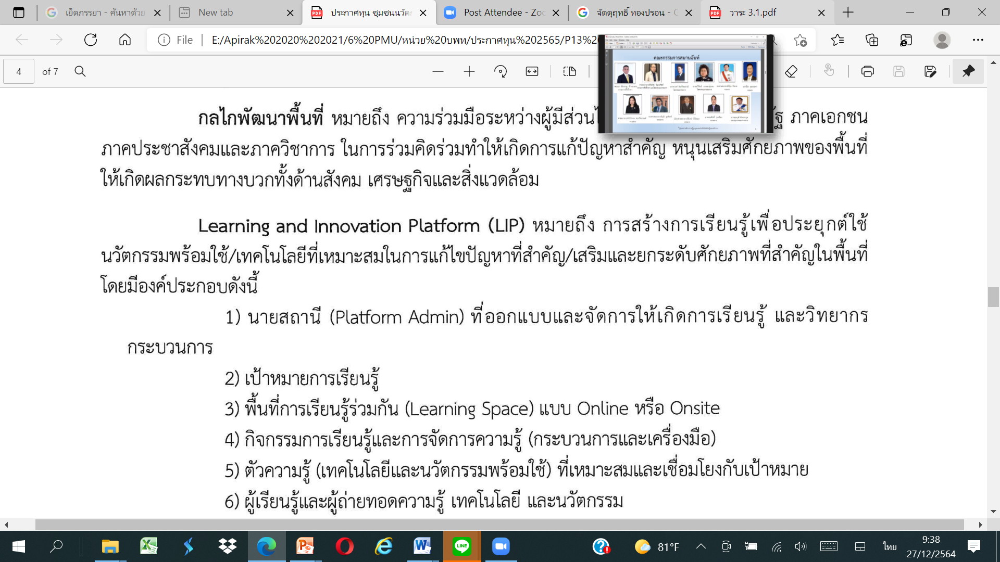 เย็ดภรรยา - ค้นหาด้วย
New tab
ประกาศทุน ชุมชนนวัต
Post Attendee - Zoo
จัตตุฤทธิ์ ทองปรอน - G
วาระ 3.1.pdf
File
E:/Apirak%202020%202021/6%20PMU/หน่วย%20บพท/ประกาศทุน%202565/P13%20
4 of 7
คณะกรรมการสมานฉันท์
กลไกพัฒนาพื้นที่ หมายถึง ความร่วมมือระหว่างผู้มีส่วนไ ัฐ ภาคเอกชน
ภาคประชาสังคมและภาควิชาการ ในการร่วมคิดร่วมทำให้เกิดการแก้ปัญหาสำคัญ หนุนเสริมศักยภาพของพื้นที่
ให้เกิดผลกระทบทางบวกทั้งด้านสังคม เศรษฐกิจและสิ่งแวดล้อม
Learning and Innovation Platform (LIP) หมายถึง การสร้างการเรียนรู้เพื่อประยุกต์ใช้
นวัตกรรมพร้อมใช้/เทคโนโลยีที่เหมาะสมในการแก้ไขปัญหาที่สำคัญ/เสริมและยกระดับศักยภาพที่สำคัญในพื้นที่
โดยมีองค์ประกอบดังนี้
1) นายสถานี (Platform Admin) ที่ออกแบบและจัดการให้เกิดการเรียนรู้ และวิทยากร
กระบวนการ
2) เป้าหมายการเรียนรู้
3) พื้นที่การเรียนรู้ร่วมกัน (Learning Space) แบบ Online หรือ Onsite
4) กิจกรรมการเรียนรู้และการจัดการความรู้ (กระบวนการและเครื่องมือ)
5) ตัวความรู้ (เทคโนโลยีและนวัตกรรมพร้อมใช้) ที่เหมาะสมและเชื่อมโยงกับเป้าหมาย
6) ผู้เรียนรู้และผู้ถ่ายทอดความรู้ เทคโนโลยี และนวัตกรรม
LINE
81°F
ไทย
9:38
27/12/2564